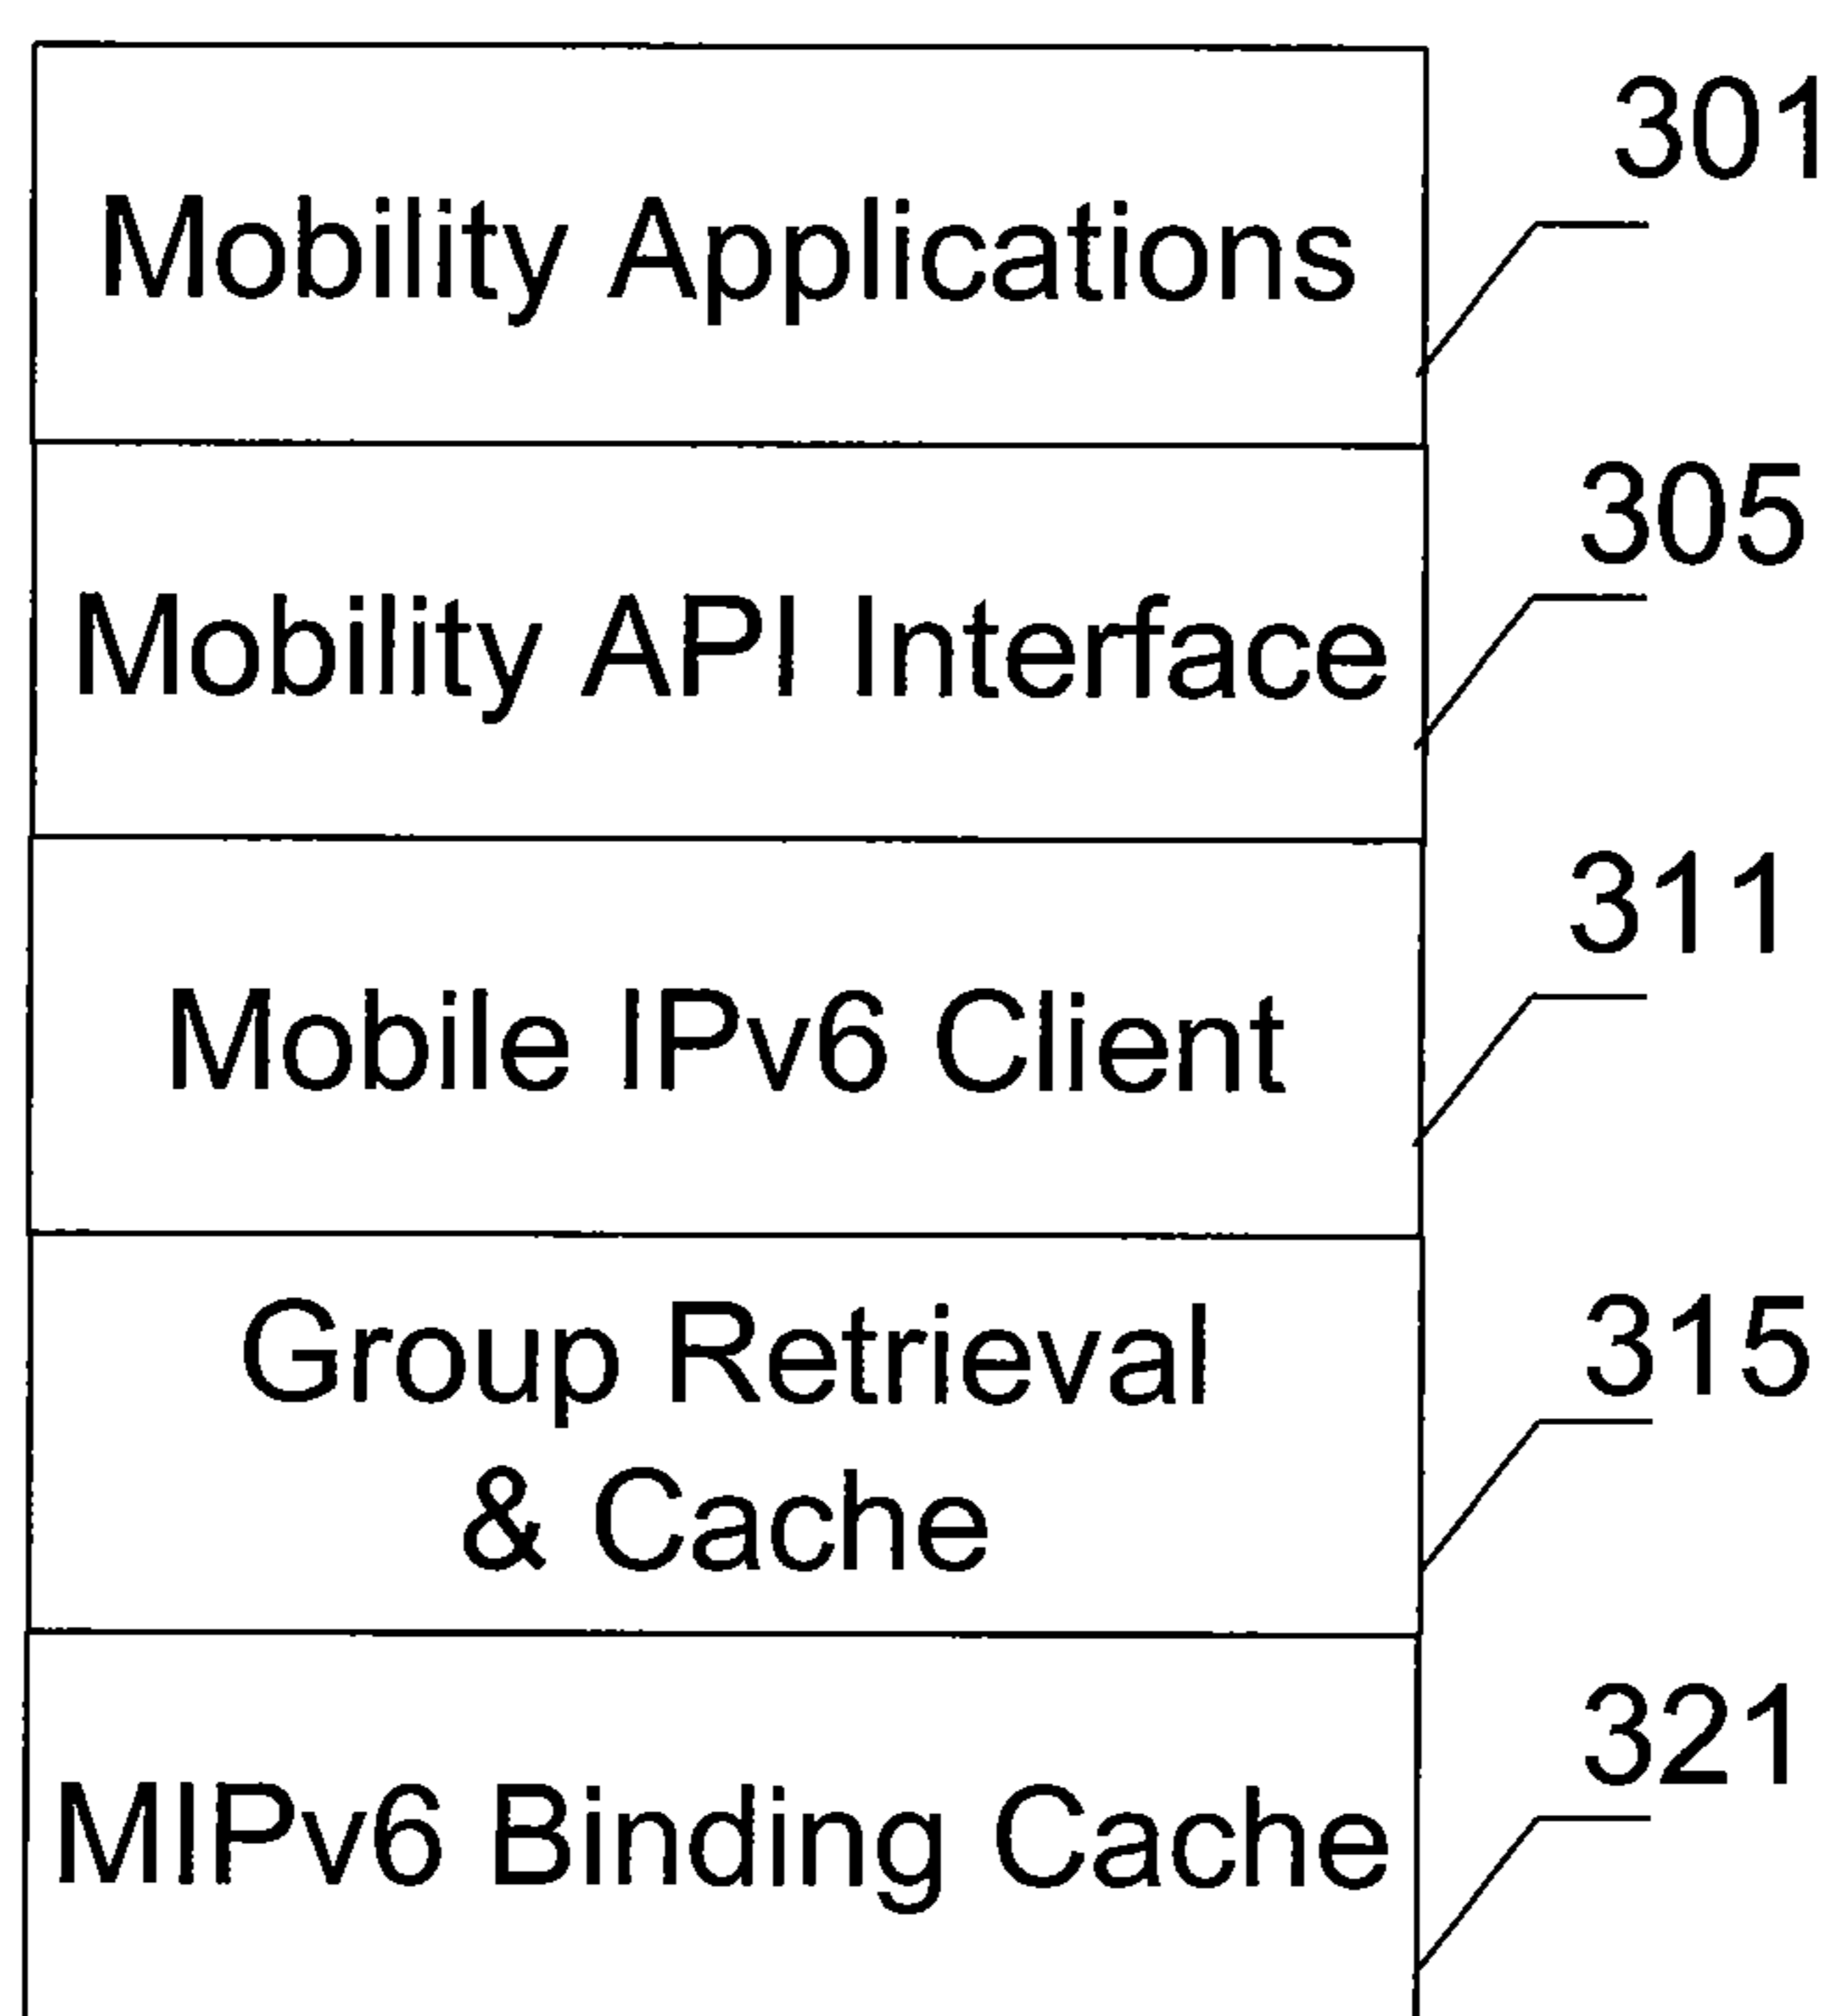 301
Mobility Applications
305
Mobility API Interface
311
Mobile IPv6 Client
315
Group Retrieval
& Cache
321
MIPv6 Binding Cache